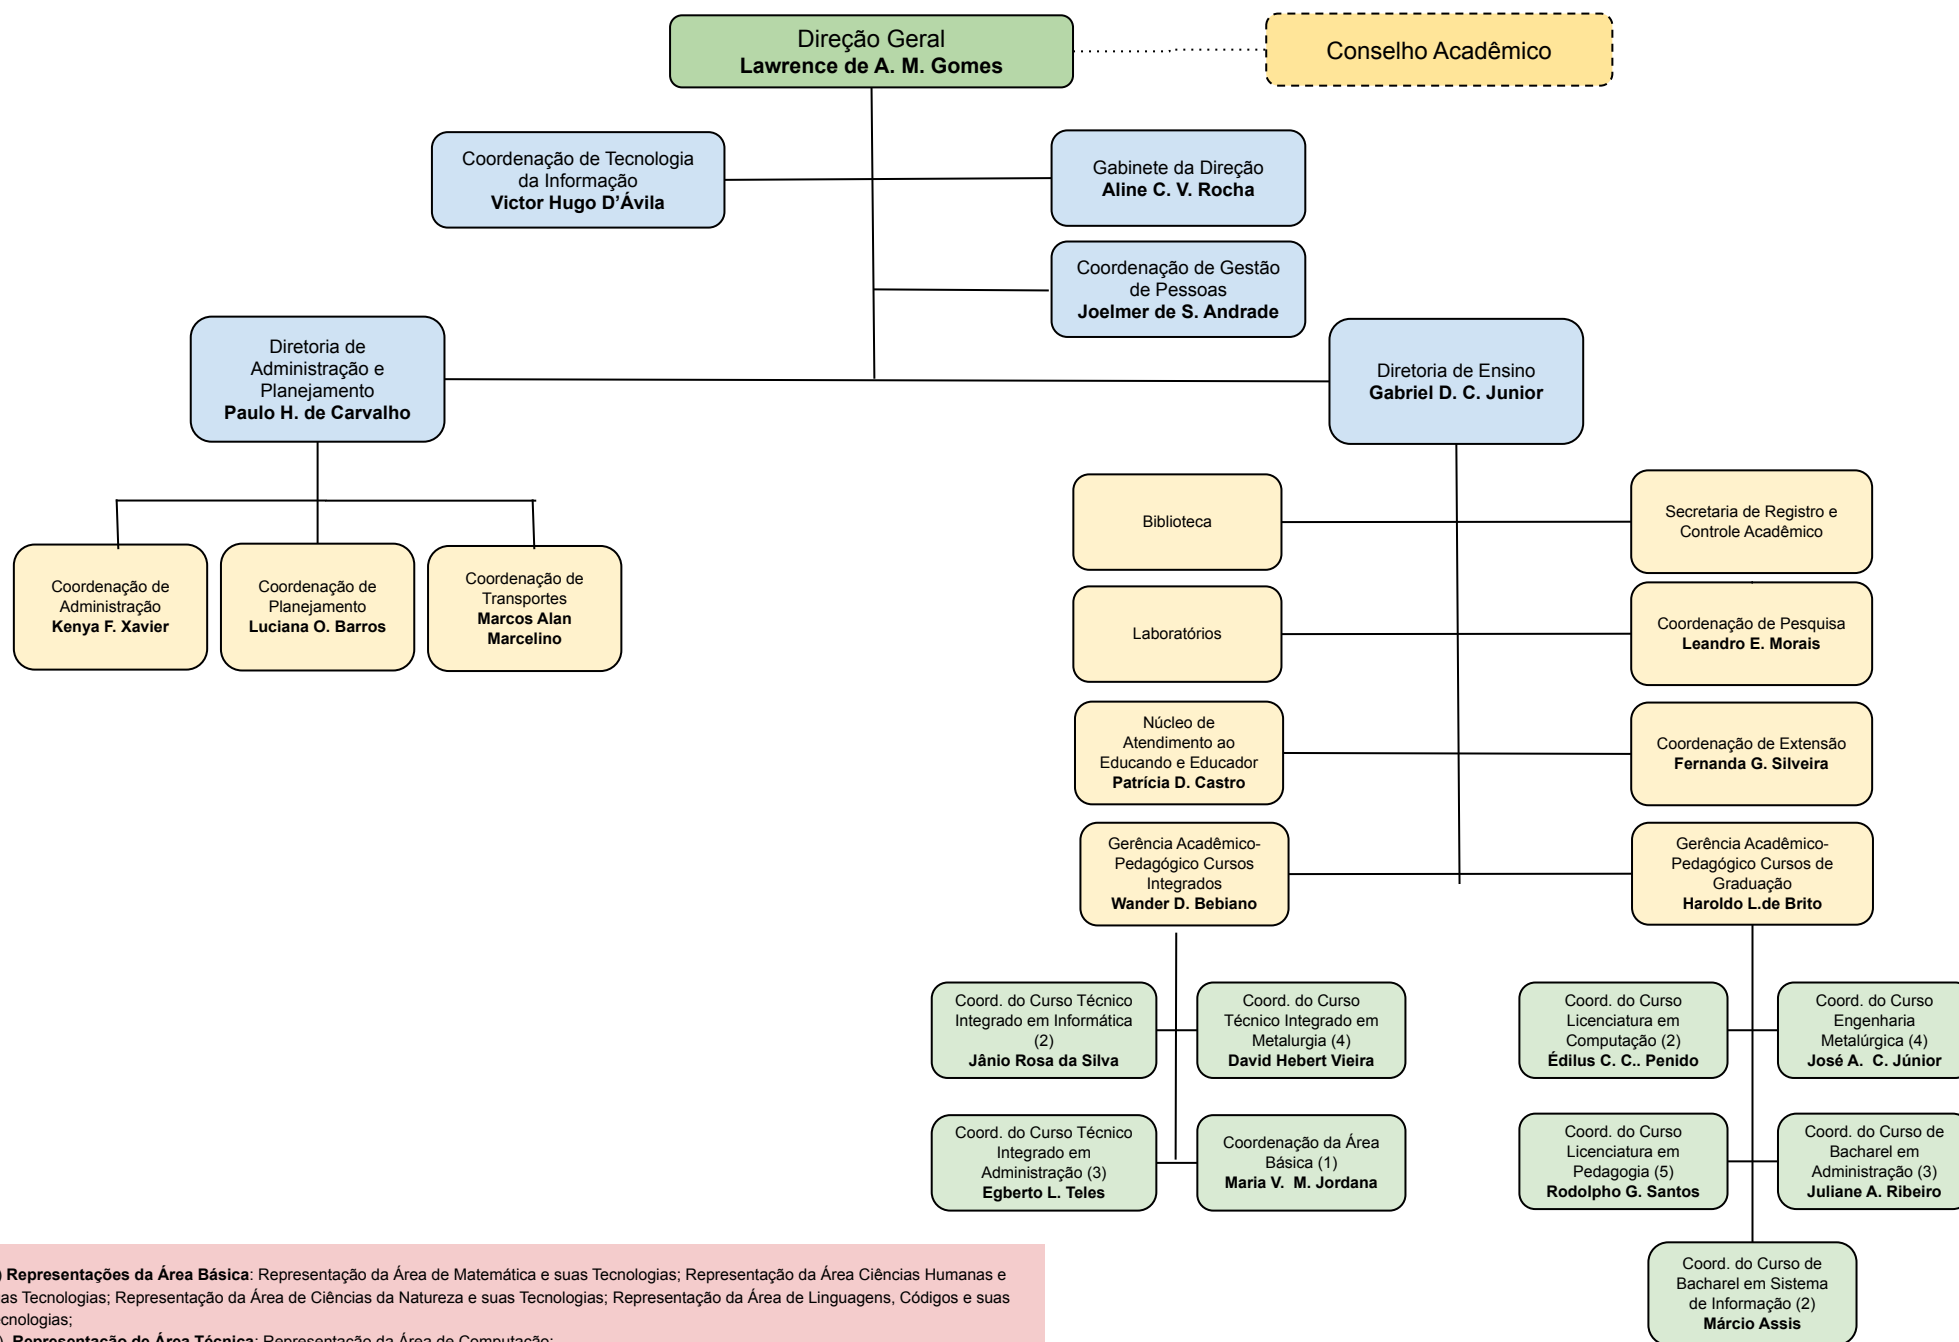 Direção Geral
Lawrence de A. M. Gomes
Conselho Acadêmico
Coordenação de Tecnologia
da Informação
Victor Hugo D’Ávila
Gabinete da Direção
Aline C. V. Rocha
Coordenação de Gestão
de Pessoas
Joelmer de S. Andrade
Diretoria de
Administração e
Planejamento
Paulo H. de Carvalho
Diretoria de Ensino
Gabriel D. C. Junior
Coordenação de
Administração
Kenya F. Xavier
Coordenação de
Planejamento
Luciana O. Barros
Coordenação de
Transportes
Marcos Alan
Marcelino
Biblioteca
Secretaria de Registro e
Controle Acadêmico
Laboratórios
Coordenação de Pesquisa
Leandro E. Morais
Núcleo de
Atendimento ao
Educando e Educador
Patrícia D. Castro
Coordenação de Extensão
Fernanda G. Silveira
Gerência Acadêmico-
Pedagógico Cursos
Integrados
Wander D. Bebiano
Gerência Acadêmico-
Pedagógico Cursos de
Graduação
Haroldo L.de Brito
Coord. do Curso Técnico
Integrado em Informática
(2)
Jânio Rosa da Silva
Coord. do Curso
Técnico Integrado em
Metalurgia (4)
David Hebert Vieira
Coord. do Curso
Licenciatura em
Computação (2)
Édilus C. C.. Penido
Coord. do Curso
Engenharia
Metalúrgica (4)
José A. C. Júnior
Coord. do Curso Técnico
Integrado em
Administração (3)
Egberto L. Teles
Coordenação da Área
Básica (1)
Maria V. M. Jordana
Coord. do Curso
Licenciatura em
Pedagogia (5)
Rodolpho G. Santos
Coord. do Curso de
Bacharel em
Administração (3)
Juliane A. Ribeiro
Coord. do Curso de
Bacharel em Sistema
de Informação (2)
Márcio Assis
) Representações da Área Básica: Representação da Área de Matemática e suas Tecnologias; Representação da Área Ciências Humanas e
as Tecnologias; Representação da Área de Ciências da Natureza e suas Tecnologias; Representação da Área de Linguagens, Códigos e suas
ecnologias;
). Representação de Área Técnica: Representação da Área de Computação;